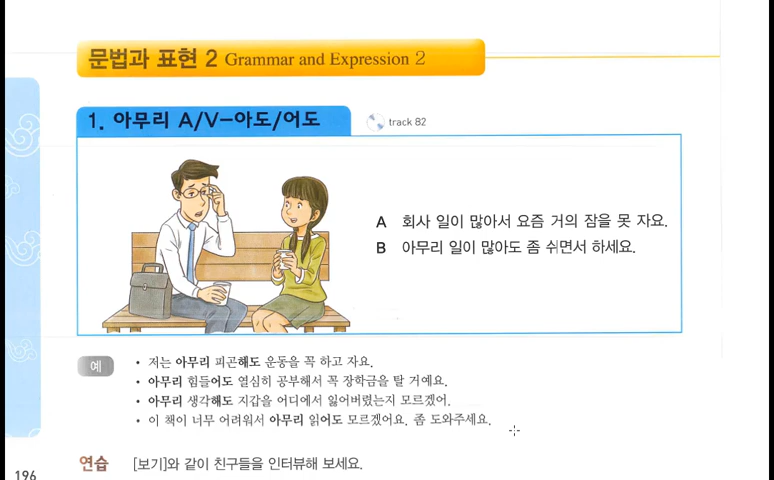 문법과 표현 2 Grammar and Expression 2
1. 아무리 A/V-아도/어도
track 82
A 회사 일이 많아서 요즘 거의 잠을 못 자요.
B 아무리 일이 많아도 좀 쉬면서 하세요.
예
• 저는 아무리 피곤해도 운동을 꼭 하고 자요.
• 아무리 힘들어도 열심히 공부해서 꼭 장학금을 탈 거예요.
• 아무리 생각해도 지갑을 어디에서 잃어버렸는지 모르겠어.
• 이 책이 너무 어려워서 아무리 읽어도 모르겠어요. 좀 도와주세요.
연습 [보기]와 같이 친구들을 인터뷰해 보세요.
196